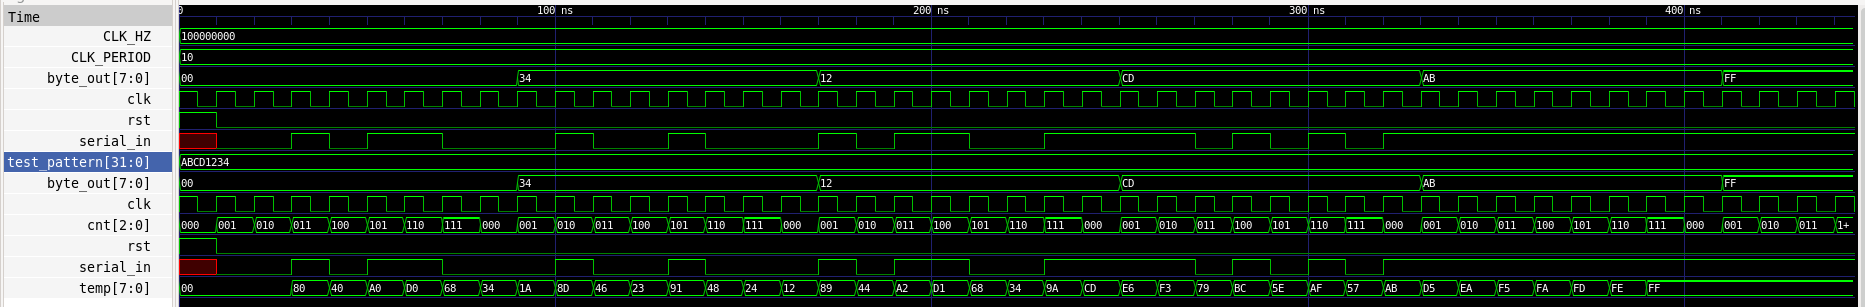 Time 0 100 ns 200 ns 300 ns 400 ns
CLK_HZ 100000000
CLK_PERIOD 10
byte_out[7:0] 00 34 12 CD AB FF
clk
rst
serial_in
test_pattern[31:0] ABCD1234
byte_out[7:0] 00 34 12 CD AB FF
clk
cnt[2:0] 000 001 010 011 100 101 110 111 000 001 010 011 100 101 110 111 000 001 010 011 100 101 110 111 000 001 010 011 100 101 110 111 000 001 010 011 100 101 110 111 000 001 010 011 1+
rst
serial_in
temp[7:0] 00 80 40 A0 D0 68 34 1A 8D 46 23 91 48 24 12 89 44 A2 D1 68 34 9A CD E6 F3 79 BC 5E AF 57 AB D5 EA F5 FA FD FE FF